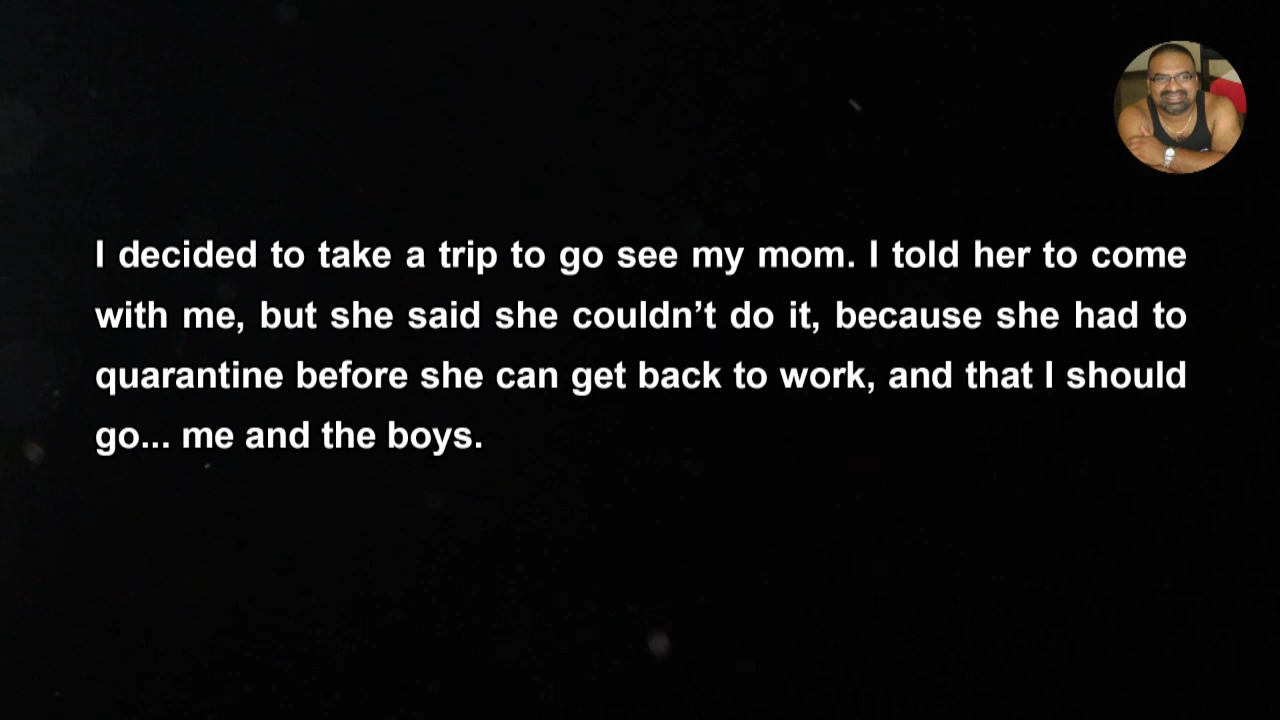 I decided to take a trip to go see my mom. I told her to come
with me, but she said she couldn’t do it, because she had to
quarantine before she can get back to work, and that I should
go... me and the boys.